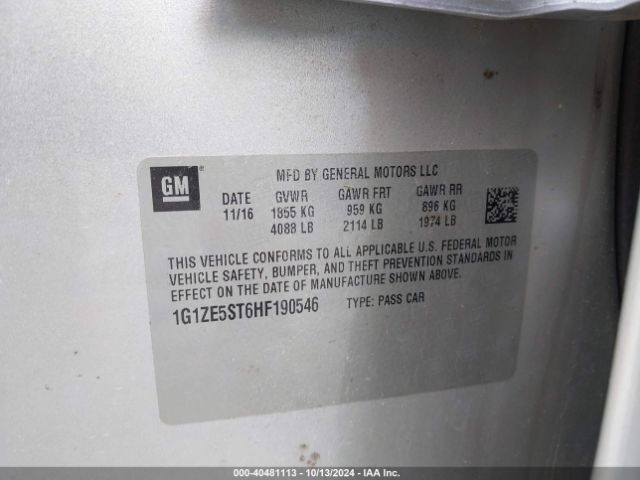 GM
MFD BY GENERAL MOTORS LLC
DATE GVWR GAWR FRT GAWR RR
11/16 1855 KG 959 KG 896 KG
4088 LB 2114 LB 1974 LB
THIS VEHICLE CONFORMS TO ALL APPLICABLE U.S. FEDERAL MOTOR
VEHICLE SAFETY, BUMPER, AND THEFT PREVENTION STANDARDS IN
EFFECT ON THE DATE OF MANUFACTURE SHOWN ABOVE.
1G1ZE5ST6HF190546 TYPE: PASS CAR
000-40481113 - 10/13/2024 - IAA Inc.